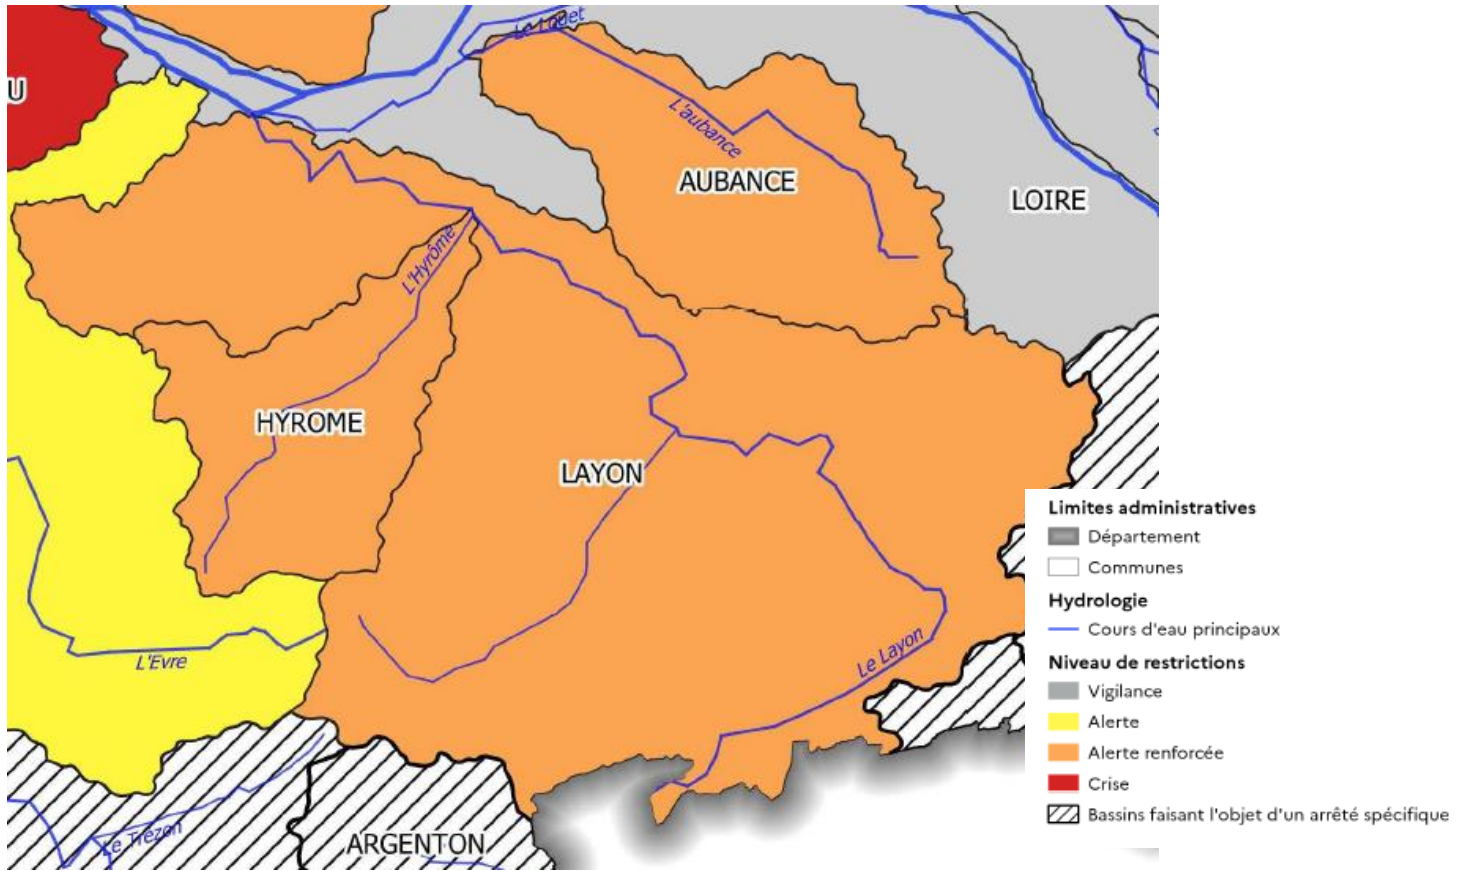 Le Louet
U
L'aubance
AUBANCE
LOIRE
L'Hyrôme
HYROME
LAYON
L'Evre
Le Layon
Le Trézon
ARGENTON
Limites administratives
Département
Communes
Hydrologie
Cours d'eau principaux
Niveau de restrictions
Vigilance
Alerte
Alerte renforcée
Crise
Bassins faisant l'objet d'un arrêté spécifique